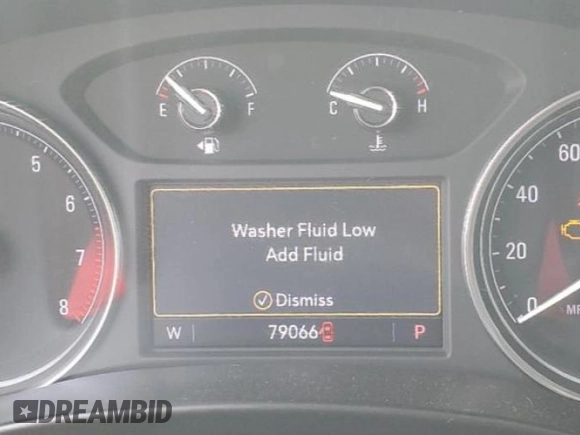 E F
C H
5
6
7
8
60
40
20
0
Washer Fluid Low
Add Fluid
Dismiss
W 79066 P
DREAMBID